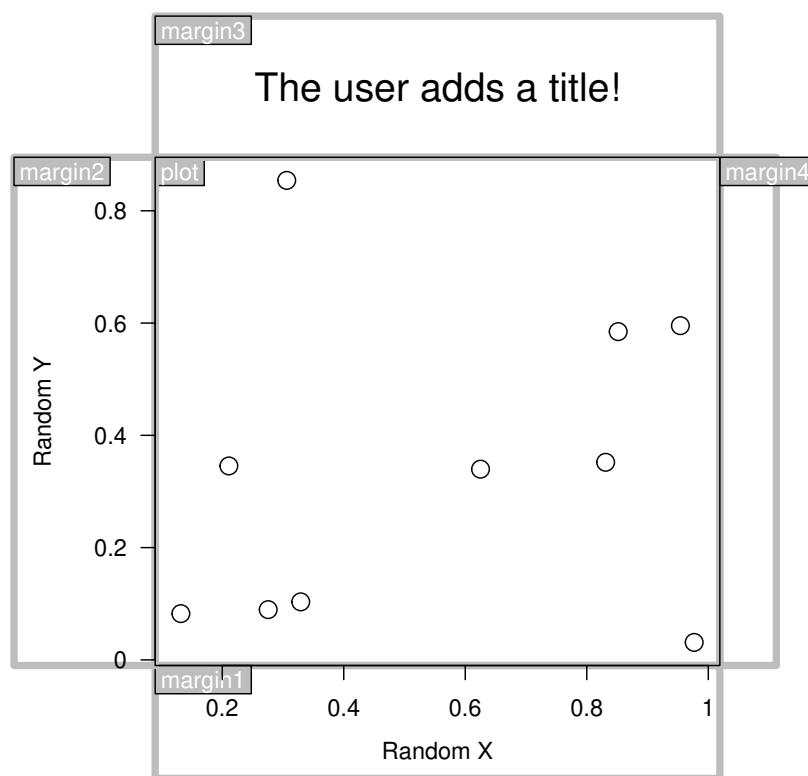 margin3
The user adds a title!
margin2
plot
margin4
0.8
0.6
0.4
0.2
0
Random Y
margin1
0.2 0.4 0.6 0.8 1
Random X